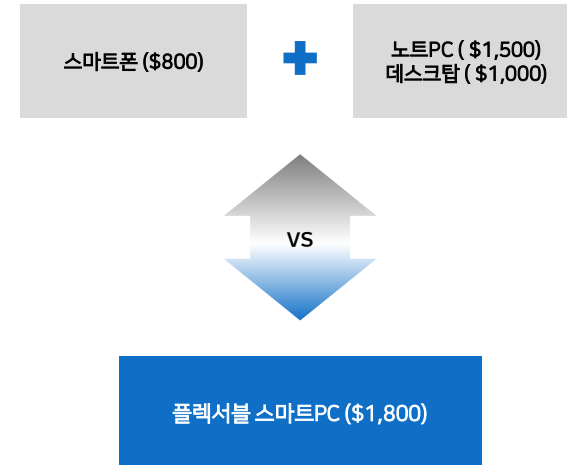 스마트폰 ($800)
노트PC ( $1,500)
데스크탑 ( $1,000)
VS
플렉서블 스마트PC ($1,800)